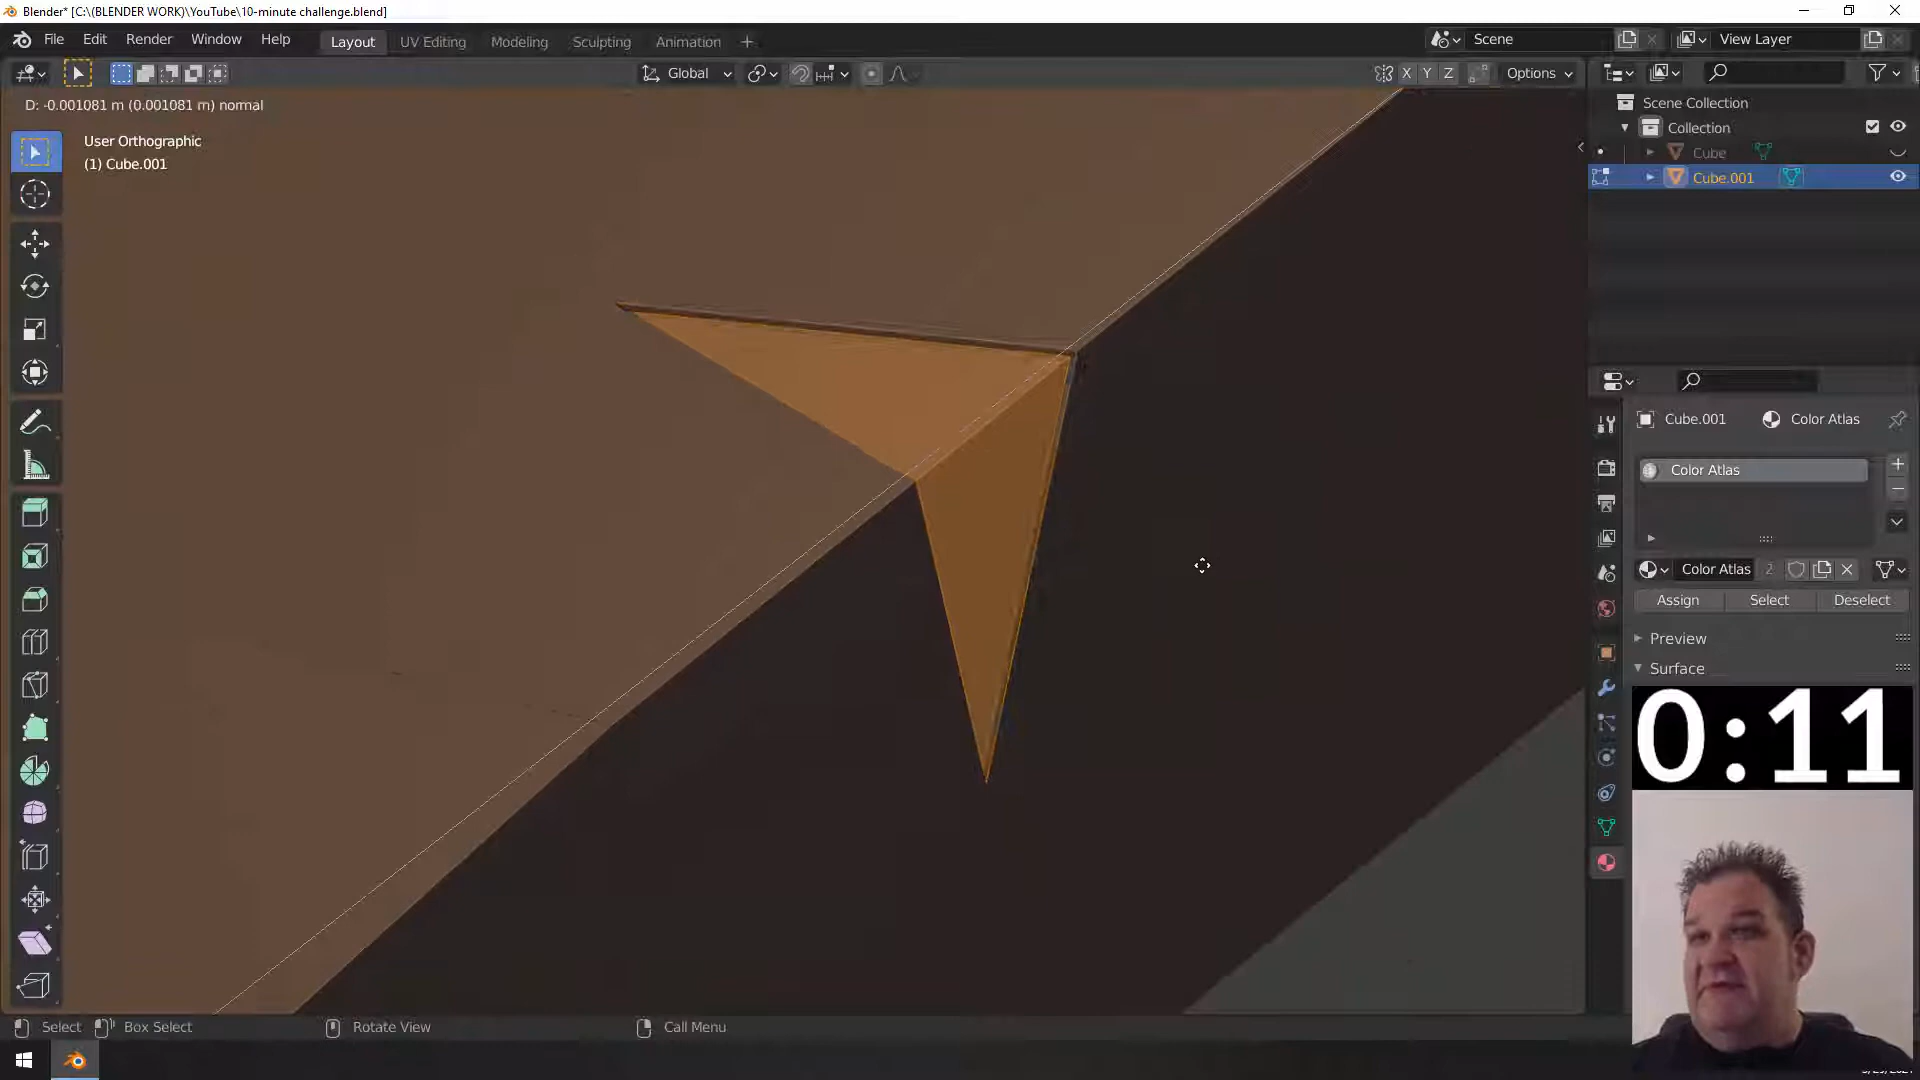 Blender* [C:\(BLENDER WORK)\YouTube\10-minute challenge.blend]
File Edit Render Window Help Layout UV Editing Modeling Sculpting Animation Scene View Layer
Global X Y Z Options
D: -0.001081 m (0.001081 m) normal
Scene Collection
User Orthographic
Collection
(1) Cube.001
Cube
Cube.001
Cube.001 Color Atlas
Color Atlas
Color Atlas 2
Assign Select Deselect
Preview
Surface
0:11
Select Box Select Rotate View Call Menu